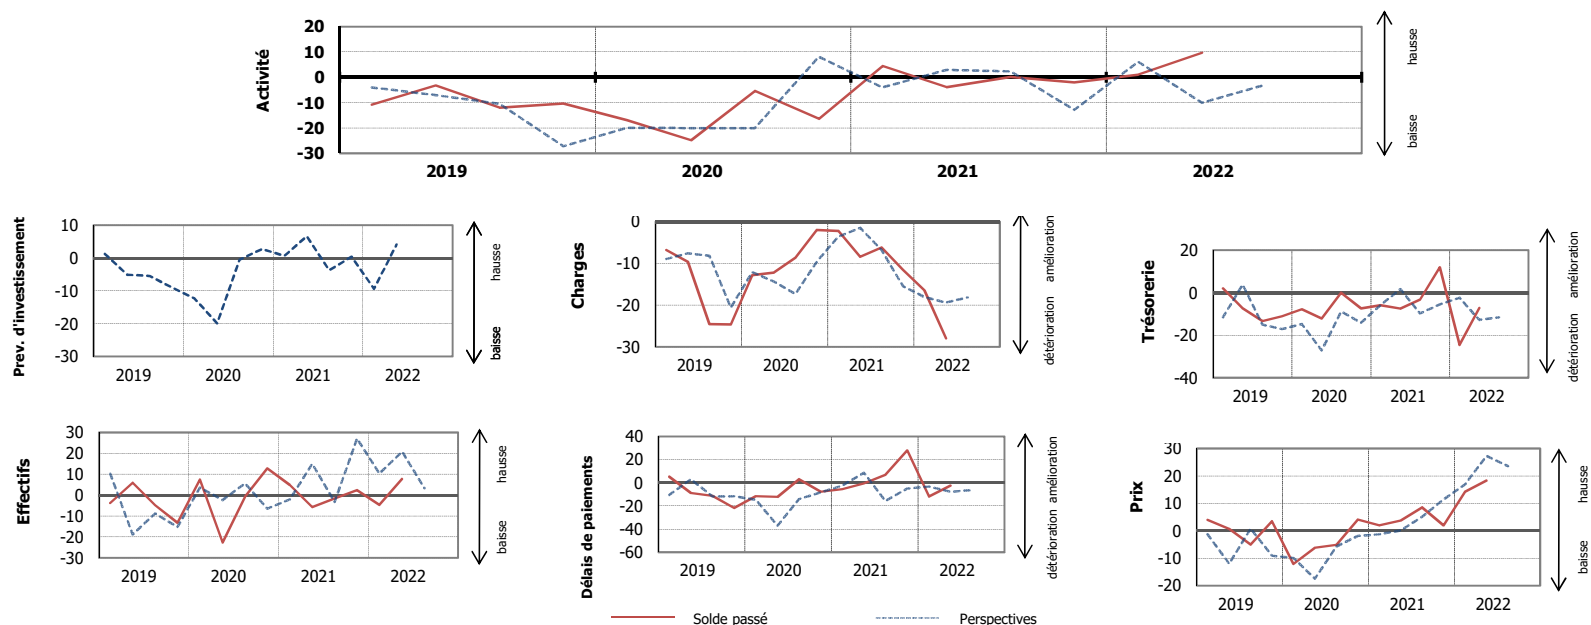 Activité
20
10
0
-10
-20
-30
2019 2020 2021 2022
hausse
baisse
Prev. d'investissement
10
0
-10
-20
-30
2019 2020 2021 2022
hausse
baisse
Charges
0
-10
-20
-30
2019 2020 2021 2022
détérioration amélioration
Trésorerie
20
0
-20
-40
2019 2020 2021 2022
détérioration amélioration
Effectifs
30
20
10
0
-10
-20
-30
2019 2020 2021 2022
hausse
baisse
Délais de paiements
40
20
0
-20
-40
-60
2019 2020 2021 2022
détérioration amélioration
Prix
30
20
10
0
-10
-20
2019 2020 2021 2022
hausse
baisse
Solde passé Perspectives